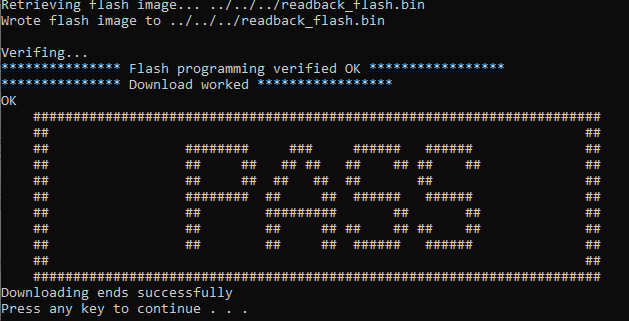 Retrieving flash image... ../../../readback_flash.bin
Wrote flash image to ../../../readback_flash.bin
Verifing...
*************** Flash programming verified OK *****************
*************** Download worked *****************
OK
PASS
Downloading ends successfully
Press any key to continue . . .